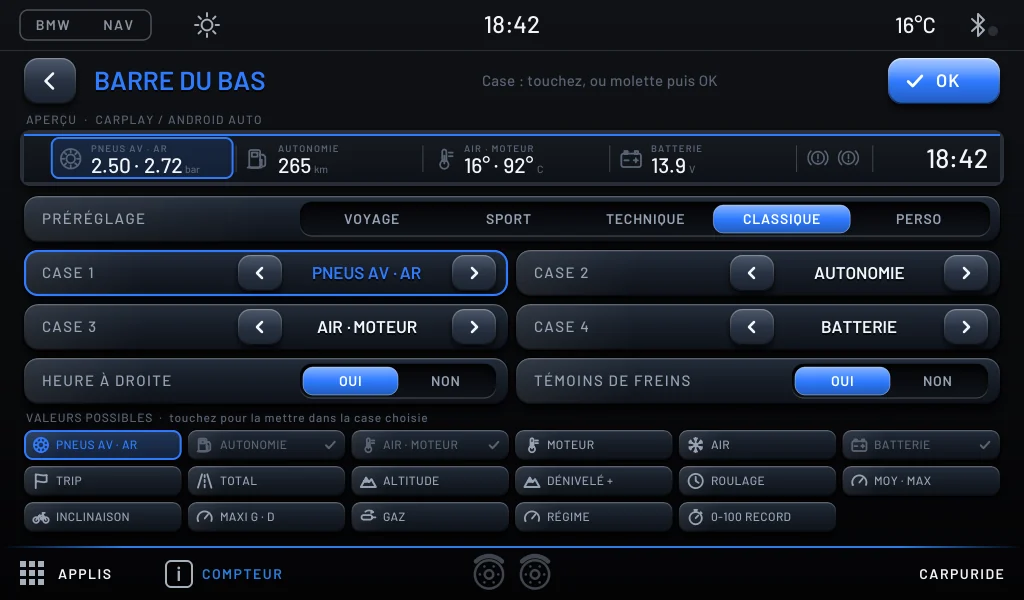 BMW NAV 18:42 16°C
BARRE DU BAS Case : touchez, ou molette puis OK OK
APERÇU · CARPLAY / ANDROID AUTO
PNEUS AV · AR AUTONOMIE AIR · MOTEUR BATTERIE
2.50 · 2.72 bar 265 km 16° · 92° C 13.9 V 18:42
PRÉRÉGLAGE VOYAGE SPORT TECHNIQUE CLASSIQUE PERSO
CASE 1 PNEUS AV · AR CASE 2 AUTONOMIE
CASE 3 AIR · MOTEUR CASE 4 BATTERIE
HEURE À DROITE OUI NON TÉMOINS DE FREINS OUI NON
VALEURS POSSIBLES · touchez pour la mettre dans la case choisie
PNEUS AV · AR AUTONOMIE AIR · MOTEUR MOTEUR AIR BATTERIE
TRIP TOTAL ALTITUDE DÉNIVELÉ + ROULAGE MOY · MAX
INCLINAISON MAXI G · D GAZ RÉGIME 0-100 RECORD
APPLIS i COMPTEUR CARPURIDE